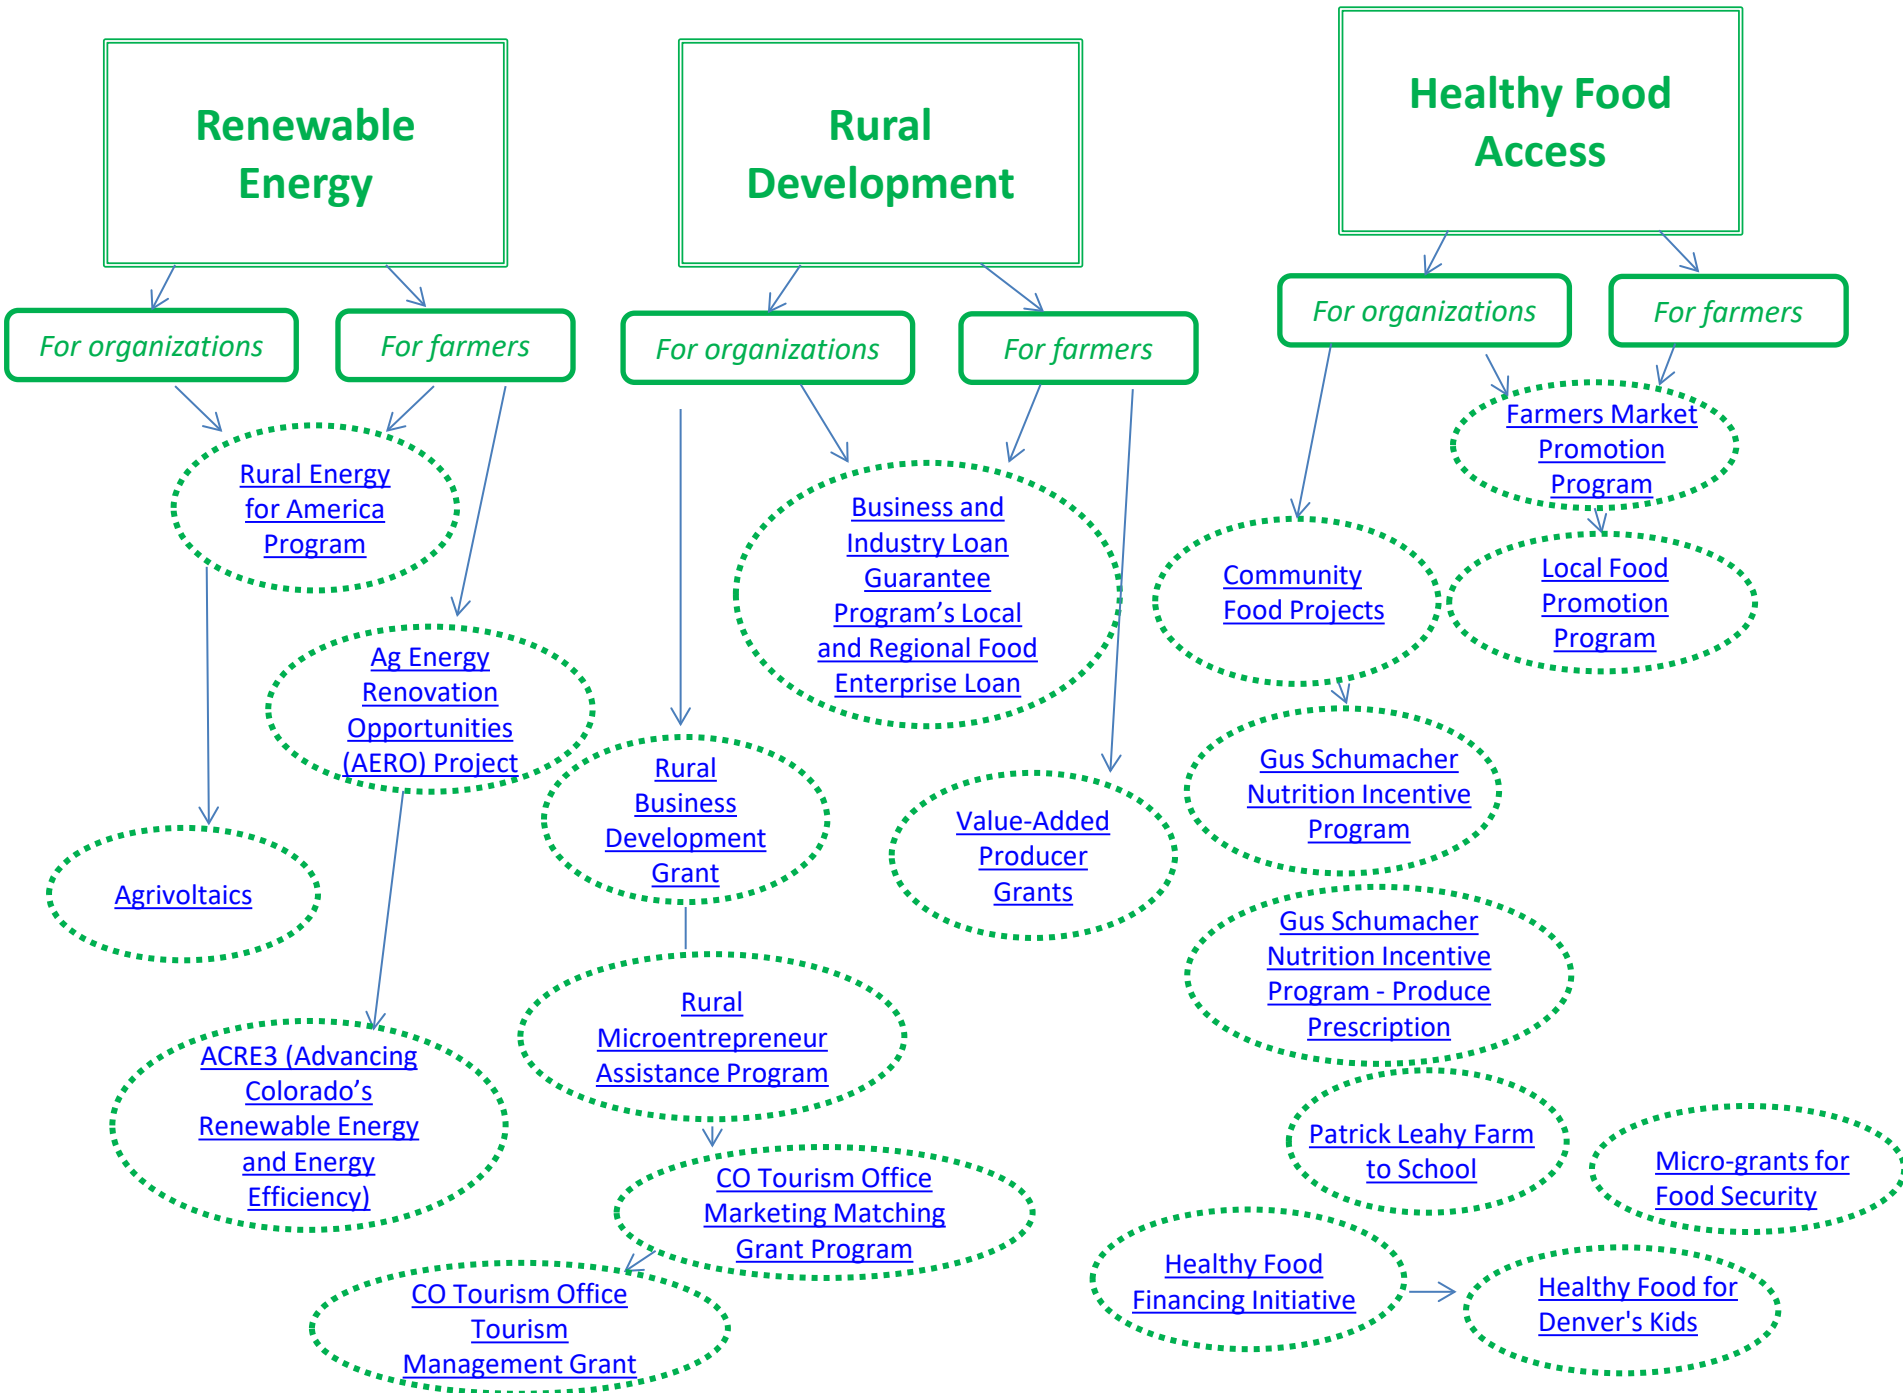 Renewable
Energy
Rural
Development
Healthy Food
Access
For organizations
For farmers
For organizations
For farmers
For organizations
For farmers
Rural Energy
for America
Program
Ag Energy
Renovation
Opportunities
(AERO) Project
Agrivoltaics
ACRE3 (Advancing
Colorado’s
Renewable Energy
and Energy
Efficiency)
Business and
Industry Loan
Guarantee
Program’s Local
and Regional Food
Enterprise Loan
Rural
Business
Development
Grant
Value-Added
Producer
Grants
Rural
Microentrepreneur
Assistance Program
CO Tourism Office
Marketing Matching
Grant Program
CO Tourism Office
Tourism
Management Grant
Farmers Market
Promotion
Program
Local Food
Promotion
Program
Community
Food Projects
Gus Schumacher
Nutrition Incentive
Program
Gus Schumacher
Nutrition Incentive
Program - Produce
Prescription
Patrick Leahy Farm
to School
Micro-grants for
Food Security
Healthy Food
Financing Initiative
Healthy Food for
Denver's Kids